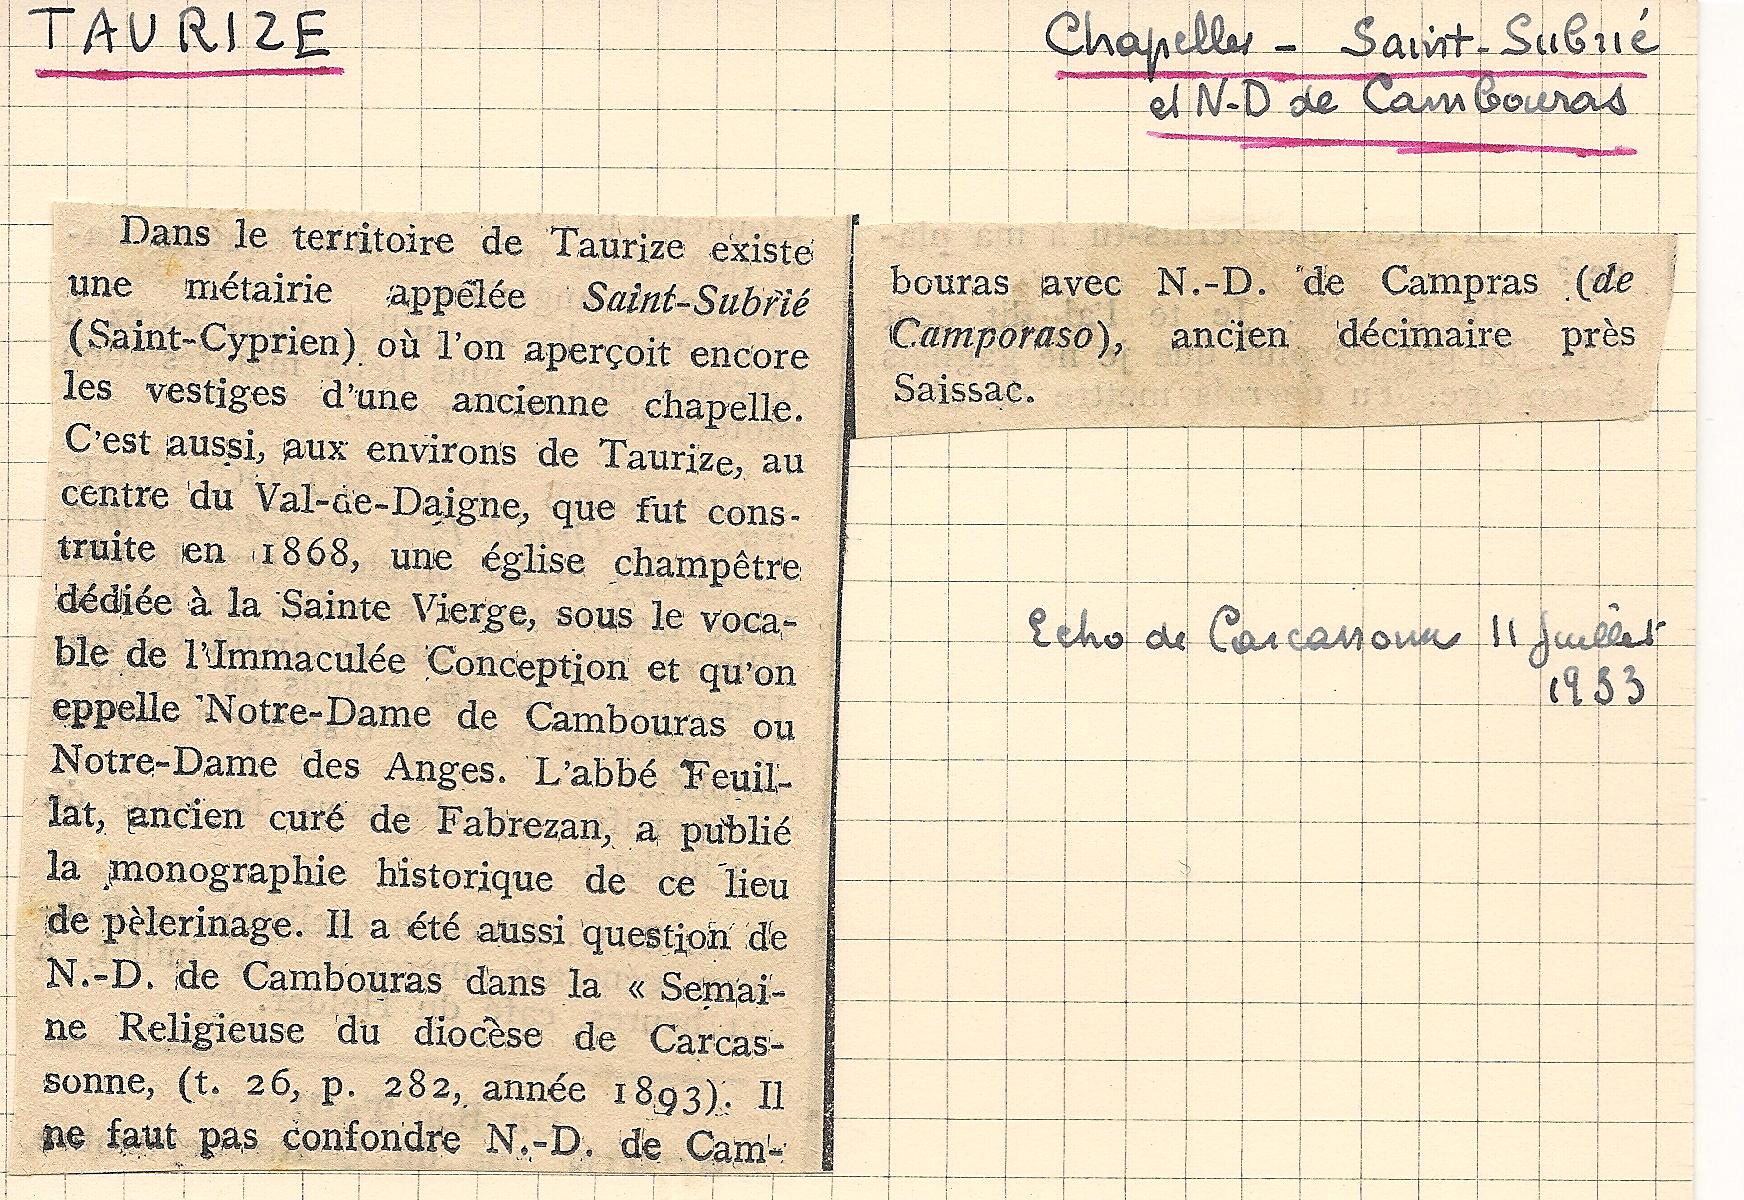 TAURIZE
Chapelles - Saint-Subrié
et N-D de Cambouras
Dans le territoire de Taurize existe
une métairie appélée Saint-Subrié
(Saint-Cyprien) où l'on aperçoit encore
les vestiges d'une ancienne chapelle.
C'est aussi, aux environs de Taurize, au
centre du Val-de-Daigne, que fut cons-
truite en 1868, une église champêtre
dédiée à la Sainte Vierge, sous le voca-
ble de l'Immaculée Conception et qu'on
eppelle Notre-Dame de Cambouras ou
Notre-Dame des Anges. L'abbé Feuil-
lat, ancien curé de Fabrezan, a publié
la monographie historique de ce lieu
de pèlerinage. Il a été aussi question de
N.-D. de Cambouras dans la « Semai-
ne Religieuse du diocèse de Carcas-
sonne, (t. 26, p. 282, année 1893). Il
ne faut pas confondre N.-D. de Cam-
bouras avec N.-D. de Campras (de
Camporaso), ancien décimaire près
Saissac.
Echo de Carcassonne 11 Juillet